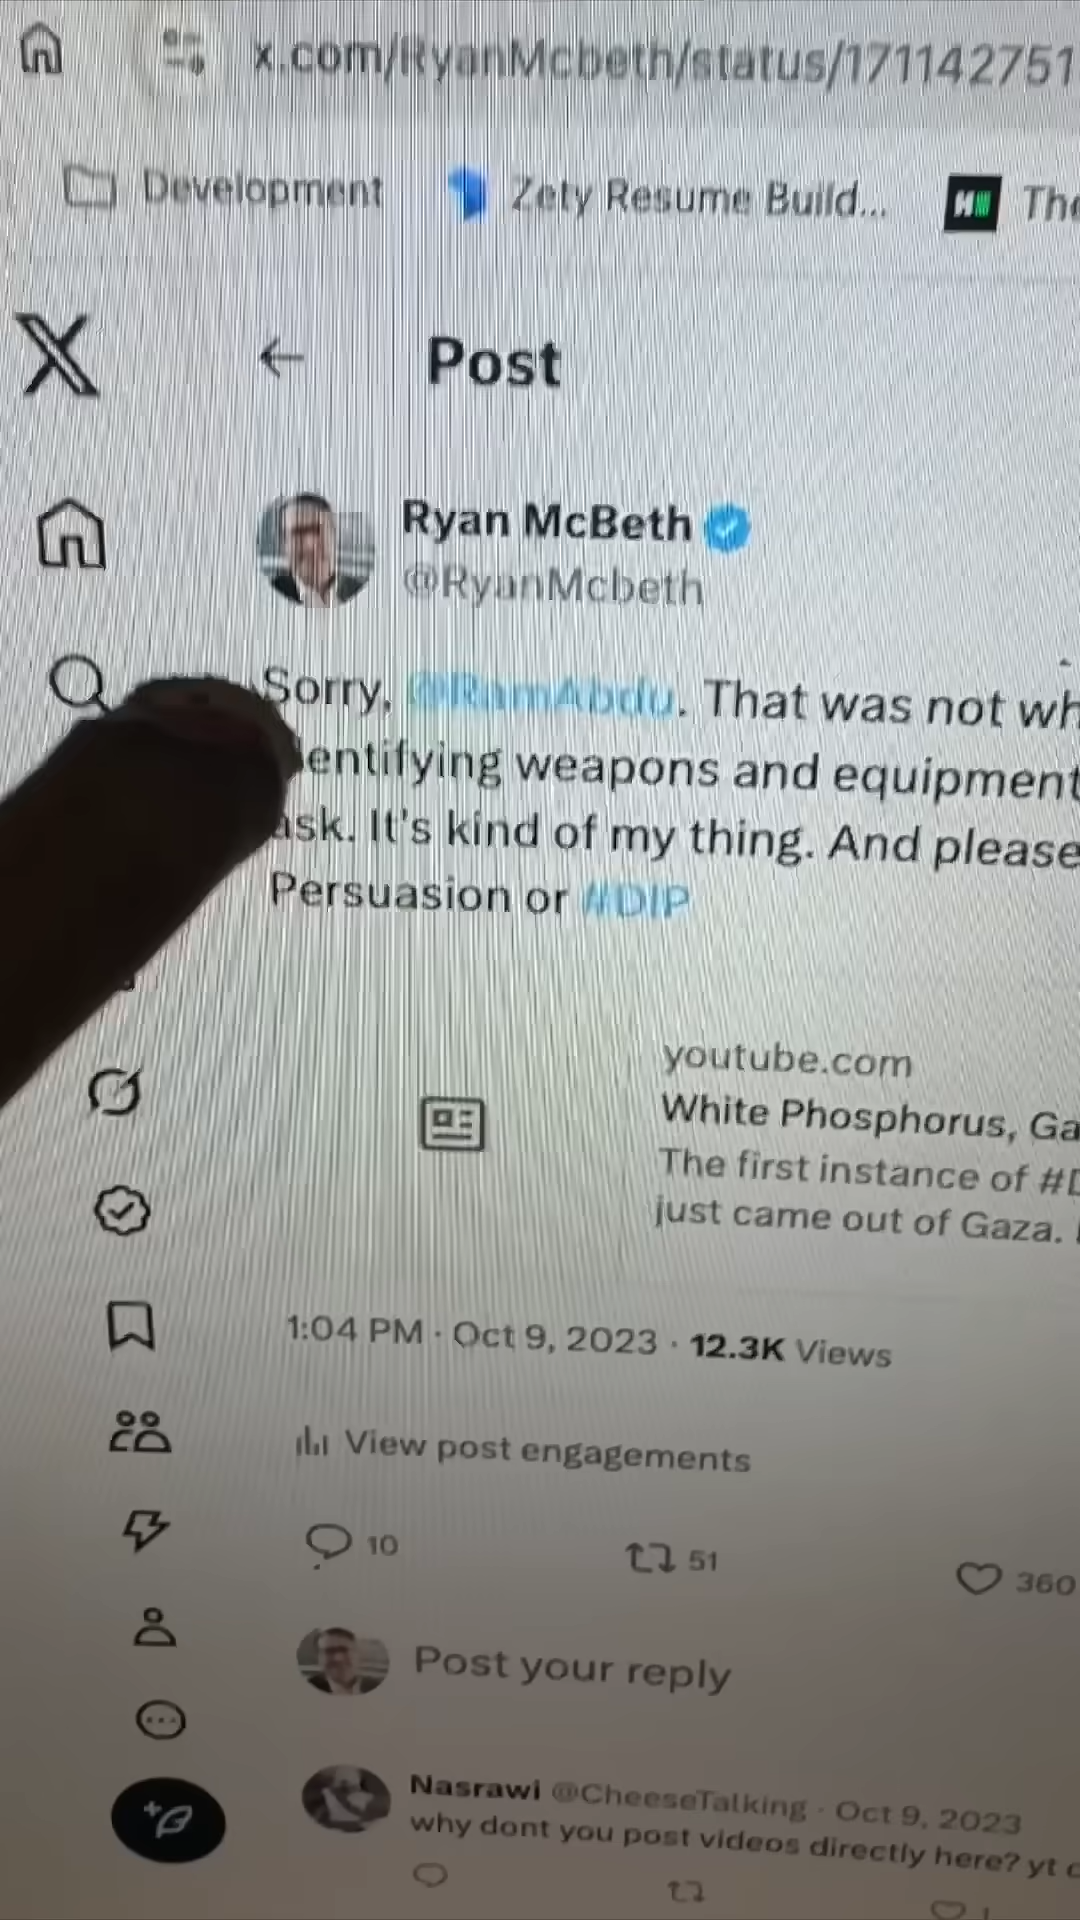 x.com/RyanMcbeth/status/171142751
Development
Zety Resume Build...
The
Post
Ryan McBeth
@RyanMcbeth
Sorry, @RamAbdu. That was not wh
entifying weapons and equipment
ask. It's kind of my thing. And please
Persuasion or #DIP
youtube.com
White Phosphorus, Ga
The first instance of #D
just came out of Gaza.
1:04 PM · Oct 9, 2023 · 12.3K Views
View post engagements
10
51
360
Post your reply
Nasrawi @CheeseTalking · Oct 9, 2023
why dont you post videos directly here? yt c
1